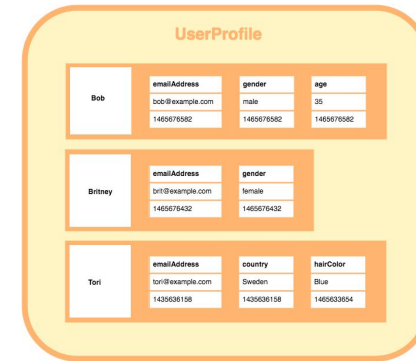 UserProfile
emailAddress gender age
Bob bob@example.com male 35
1465676582 1465676582 1465676582
emailAddress gender
Britney brit@example.com female
1465676432 1465676432
emailAddress country hairColor
Tori tori@example.com Sweden Blue
1435636158 1435636158 1465633654